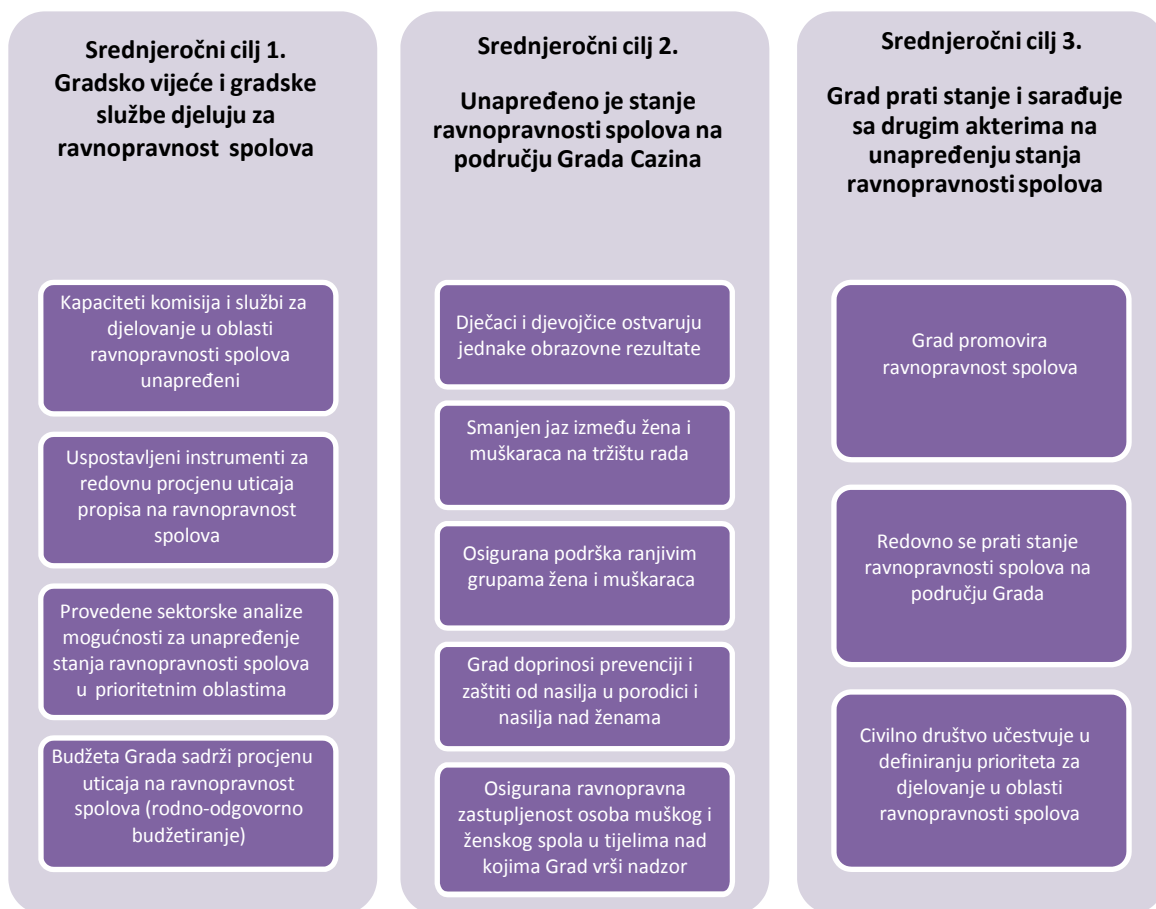 Srednjeročni cilj 1.
Gradsko vijeće i gradske
službe djeluju za
ravnopravnost spolova
Kapaciteti komisija i službi za
djelovanje u oblasti
ravnopravnosti spolova
unapređeni
Uspostavljeni instrumenti za
redovnu procjenu uticaja
propisa na ravnopravnost
spolova
Provedene sektorske analize
mogućnosti za unapređenje
stanja ravnopravnosti spolova
u prioritetnim oblastima
Budžeta Grada sadrži procjenu
uticaja na ravnopravnost
spolova (rodno-odgovorno
budžetiranje)
Srednjeročni cilj 2.
Unapređeno je stanje
ravnopravnosti spolova na
području Grada Cazina
Dječaci i djevojčice ostvaruju
jednake obrazovne rezultate
Smanjen jaz između žena i
muškaraca na tržištu rada
Osigurana podrška ranjivim
grupama žena i muškaraca
Grad doprinosi prevenciji i
zaštiti od nasilja u porodici i
nasilja nad ženama
Osigurana ravnopravna
zastupljenost osoba muškog i
ženskog spola u tijelima nad
kojima Grad vrši nadzor
Srednjeročni cilj 3.
Grad prati stanje i sarađuje
sa drugim akterima na
unapređenju stanja
ravnopravnosti spolova
Grad promovira
ravnopravnost spolova
Redovno se prati stanje
ravnopravnosti spolova na
području Grada
Civilno društvo učestvuje u
definiranju prioriteta za
djelovanje u oblasti
ravnopravnosti spolova